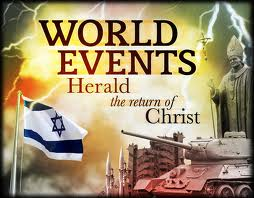 WORLD
EVENTS
Herald
the return of
Christ